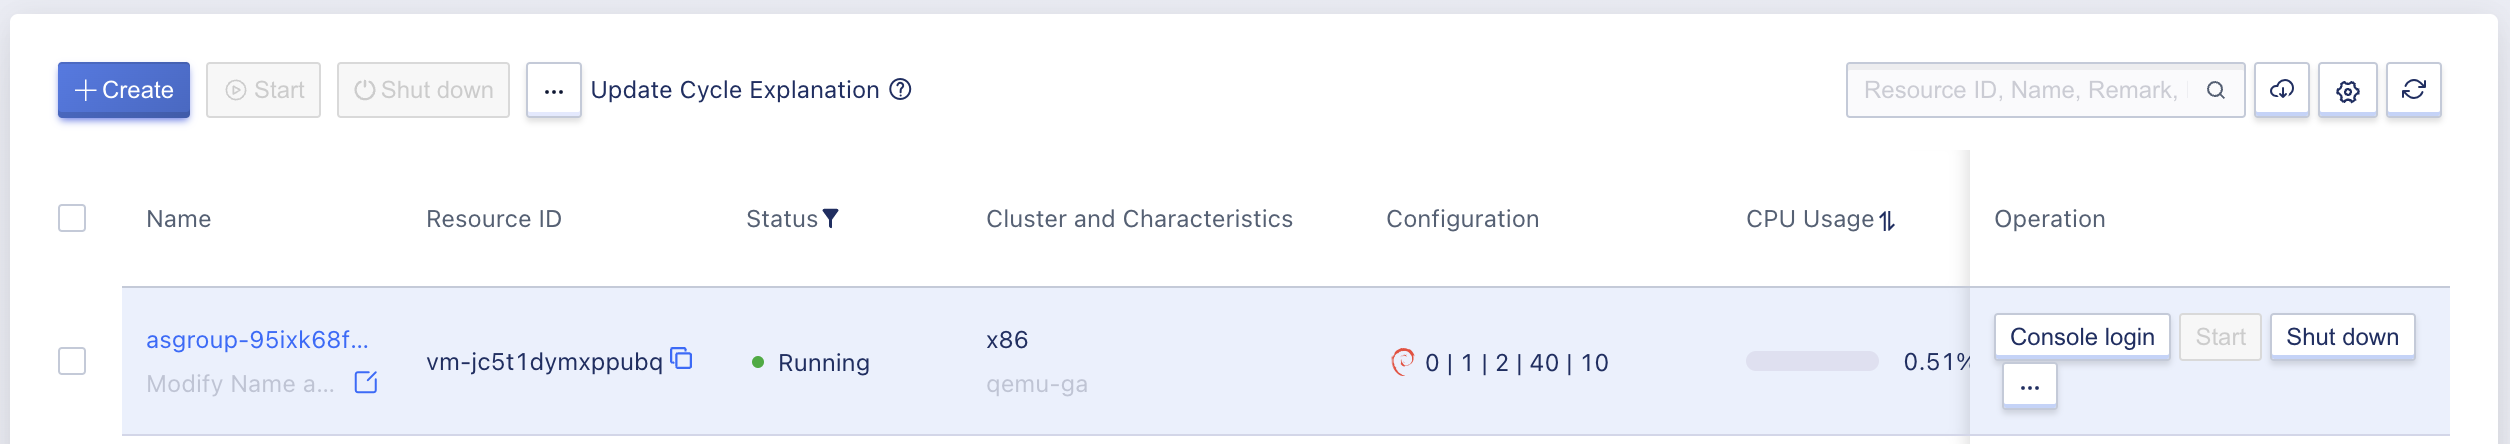 Create Start Shut down ... Update Cycle Explanation Resource ID, Name, Remark,
Name Resource ID Status Cluster and Characteristics Configuration CPU Usage Operation
asgroup-95ixk68f... vm-jc5t1dymxppubq Running x86 0 | 1 | 2 | 40 | 10 0.51% Console login Start Shut down
Modify Name a... qemu-ga ...